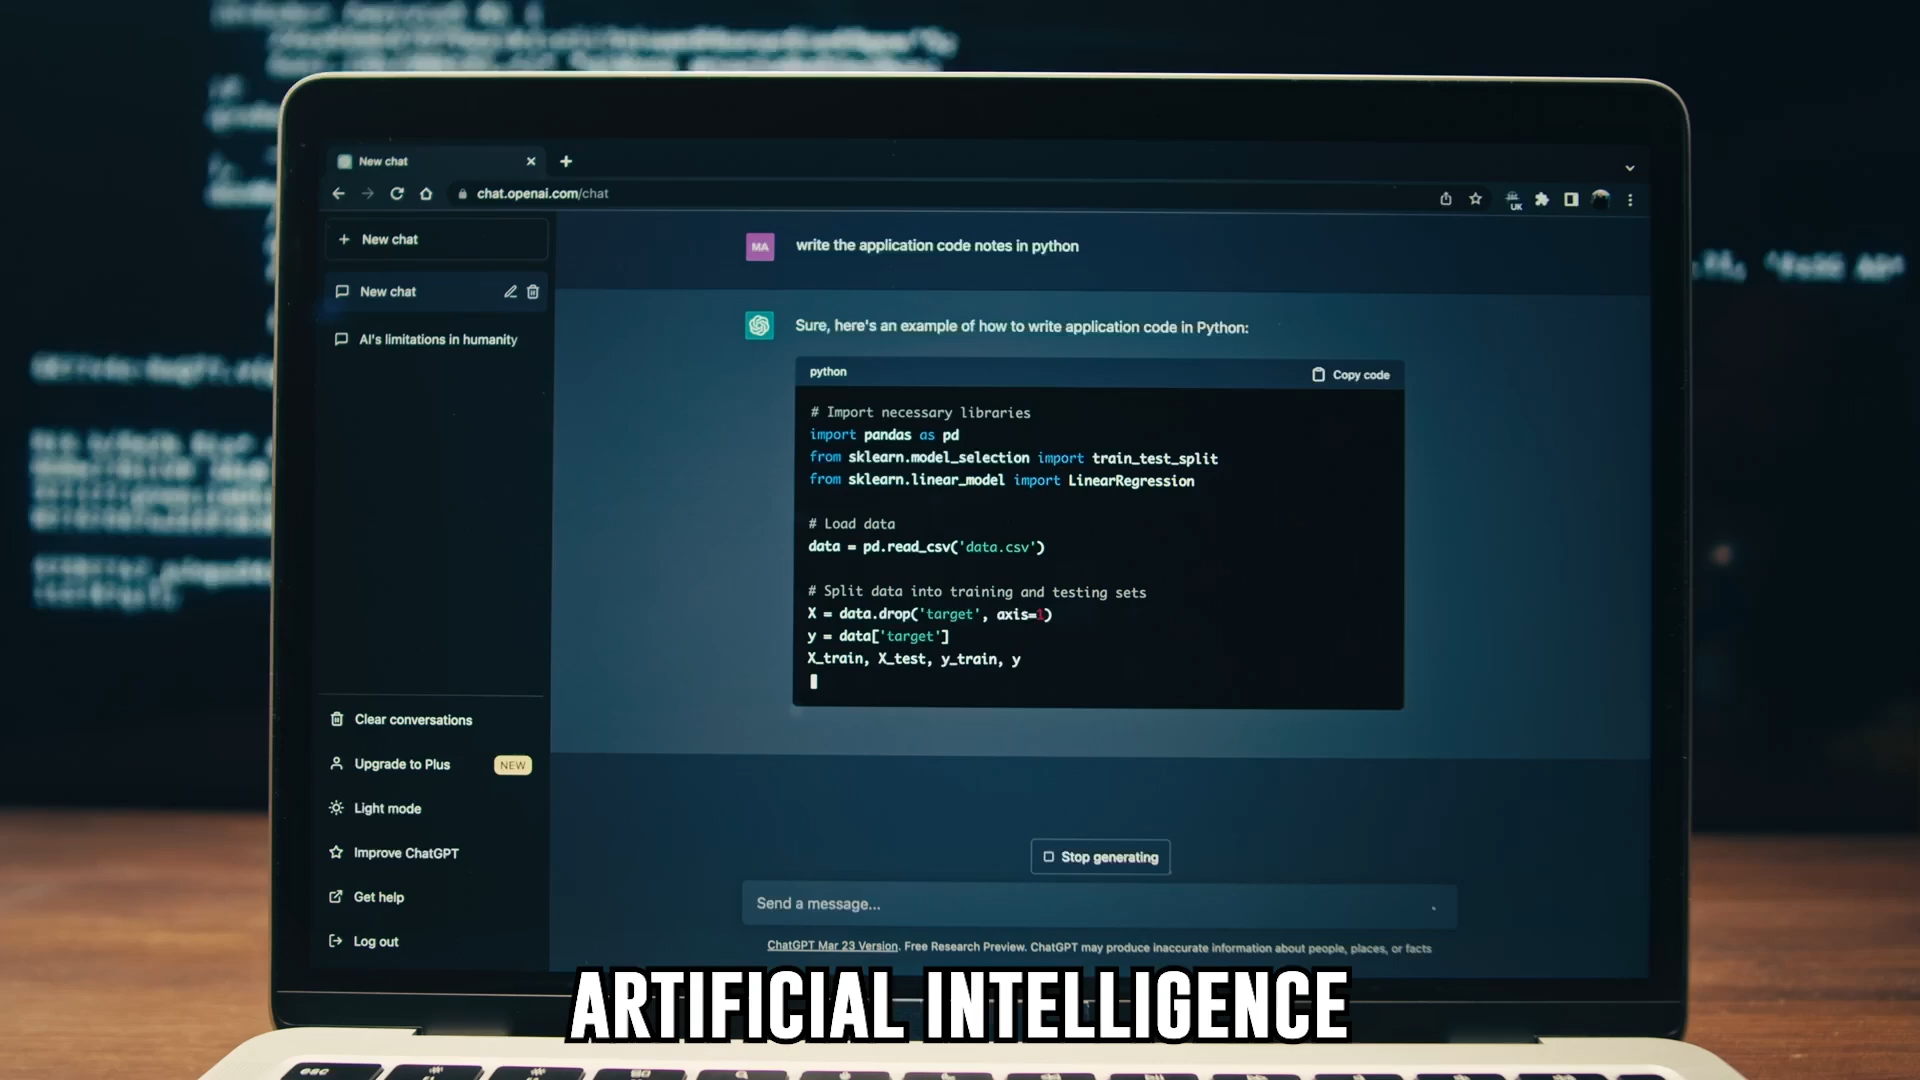 New chat
chat.openai.com/chat
UK
New chat
New chat
AI's limitations in humanity
Clear conversations
Upgrade to Plus NEW
Light mode
Improve ChatGPT
Get help
Log out
MA write the application code notes in python
Sure, here's an example of how to write application code in Python:
python Copy code
# Import necessary libraries
import pandas as pd
from sklearn.model_selection import train_test_split
from sklearn.linear_model import LinearRegression
# Load data
data = pd.read_csv('data.csv')
# Split data into training and testing sets
X = data.drop('target', axis=1)
y = data['target']
X_train, X_test, y_train, y
Stop generating
Send a message...
ChatGPT Mar 23 Version. Free Research Preview. ChatGPT may produce inaccurate information about people, places, or facts
ARTIFICIAL INTELLIGENCE
esc